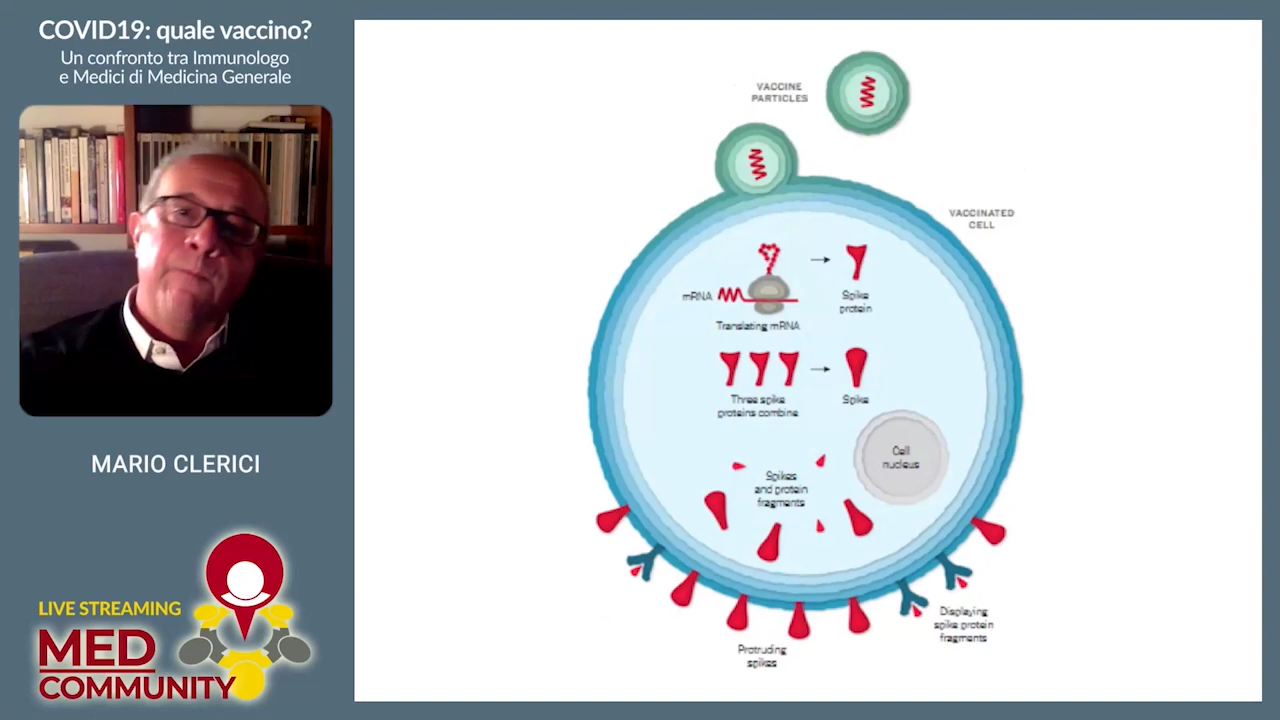 COVID19: quale vaccino?
Un confronto tra Immunologo
e Medici di Medicina Generale
MARIO CLERICI
LIVE STREAMING
MED
COMMUNITY
VACCINE
PARTICLES
VACCINATED
CELL
mRNA
Translating mRNA
Spike
protein
Three spike
proteins combine
Spike
Cell
nucleus
Spikes
and protein
fragments
Displaying
spike protein
fragments
Protruding
spikes